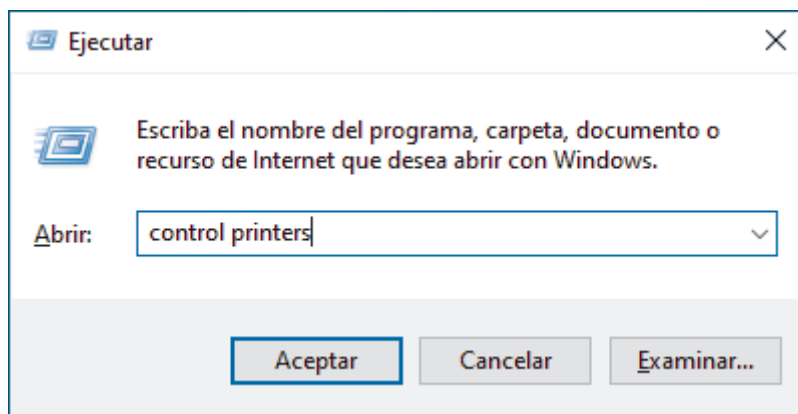 Ejecutar
Escriba el nombre del programa, carpeta, documento o
recurso de Internet que desea abrir con Windows.
Abrir: control printers
Aceptar Cancelar Examinar...